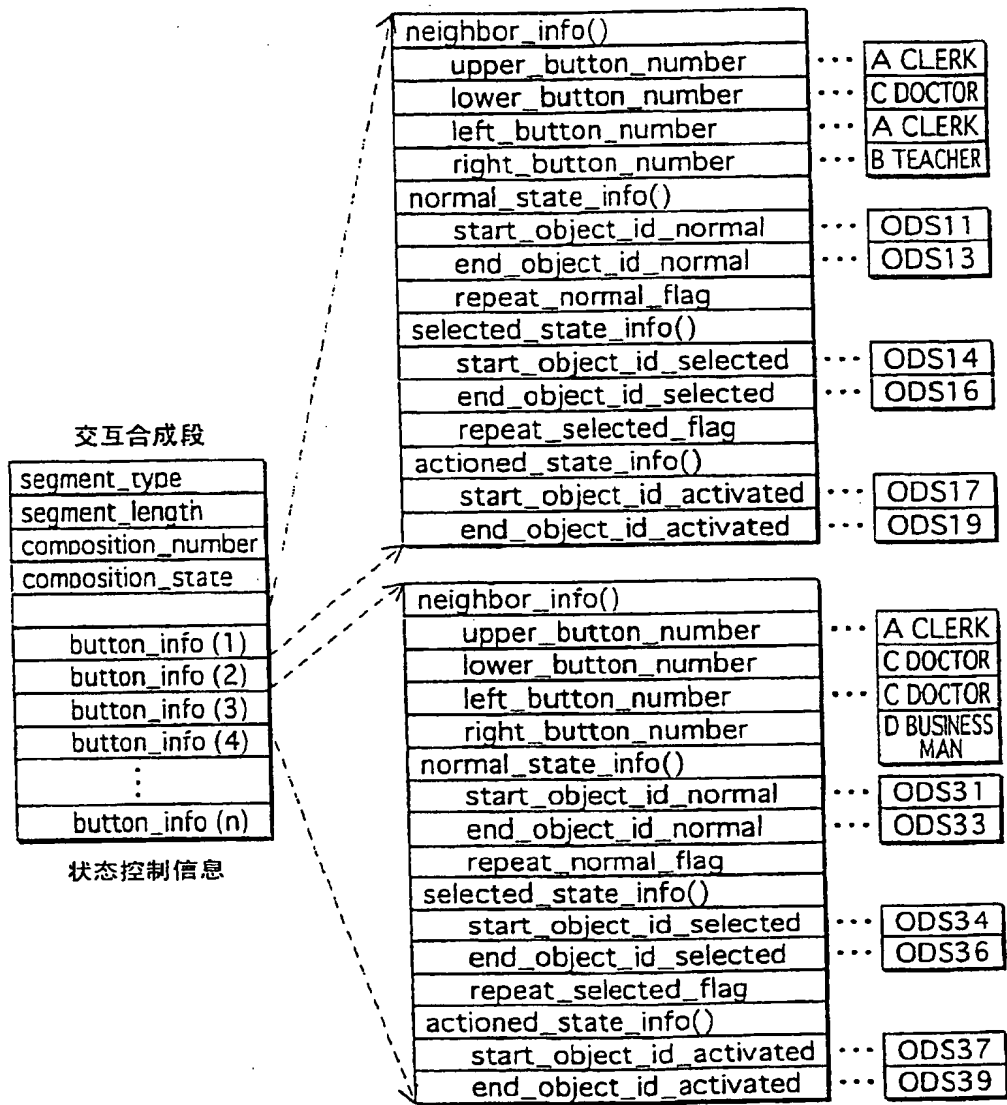 neighbor_info()
upper_button_number ··· A CLERK
lower_button_number ··· C DOCTOR
left_button_number ··· A CLERK
right_button_number ··· B TEACHER
normal_state_info()
start_object_id_normal ··· ODS11
end_object_id_normal ··· ODS13
repeat_normal_flag
selected_state_info()
start_object_id_selected ··· ODS14
end_object_id_selected ··· ODS16
repeat_selected_flag
actioned_state_info()
start_object_id_activated ··· ODS17
end_object_id_activated ··· ODS19
交互合成段
segment_type
segment_length
composition_number
composition_state
button_info (1)
button_info (2)
button_info (3)
button_info (4)
⋮
button_info (n)
状态控制信息
neighbor_info()
upper_button_number ··· A CLERK
lower_button_number C DOCTOR
left_button_number ··· C DOCTOR
right_button_number D BUSINESS
MAN
normal_state_info()
start_object_id_normal ··· ODS31
end_object_id_normal ··· ODS33
repeat_normal_flag
selected_state_info()
start_object_id_selected ··· ODS34
end_object_id_selected ··· ODS36
repeat_selected_flag
actioned_state_info()
start_object_id_activated ··· ODS37
end_object_id_activated ··· ODS39